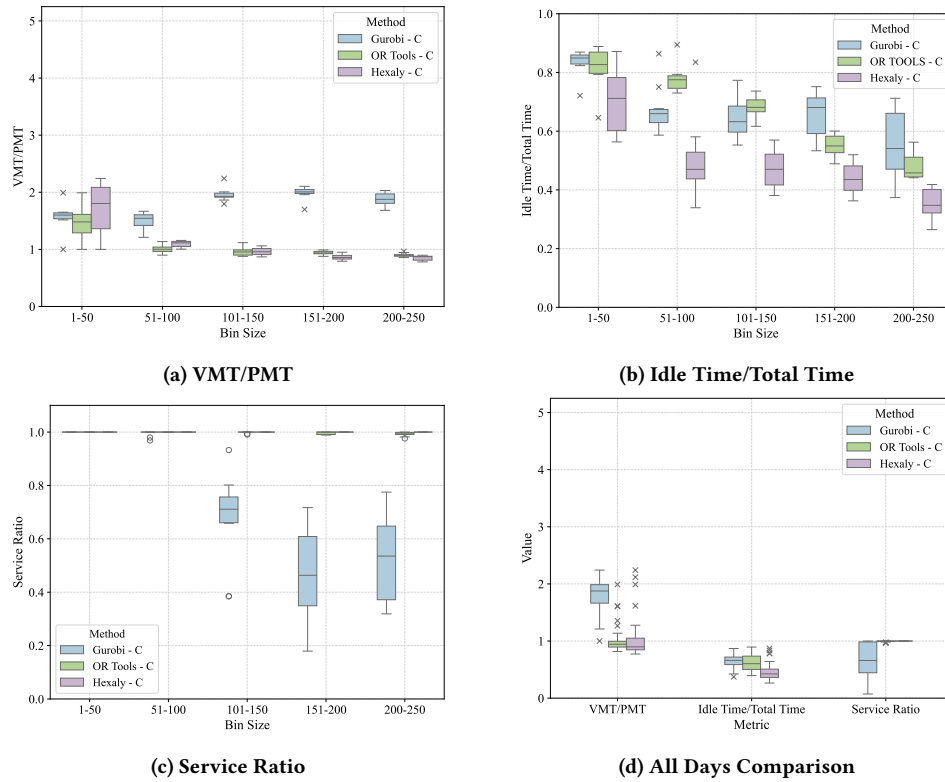 5
4
3
2
1
0
VMT/PMT
Method
Gurobi - C
OR Tools - C
Hexaly - C
1-50
51-100
101-150
151-200
200-250
Bin Size
(a) VMT/PMT
1.0
0.8
0.6
0.4
0.2
0.0
Idle Time/Total Time
Method
Gurobi - C
OR TOOLS - C
Hexaly - C
1-50
51-100
101-150
151-200
200-250
Bin Size
(b) Idle Time/Total Time
1.0
0.8
0.6
0.4
0.2
0.0
Service Ratio
Method
Gurobi - C
OR Tools - C
Hexaly - C
1-50
51-100
101-150
151-200
200-250
Bin Size
(c) Service Ratio
5
4
3
2
1
0
Value
Method
Gurobi - C
OR Tools - C
Hexaly - C
VMT/PMT
Idle Time/Total Time
Service Ratio
Metric
(d) All Days Comparison